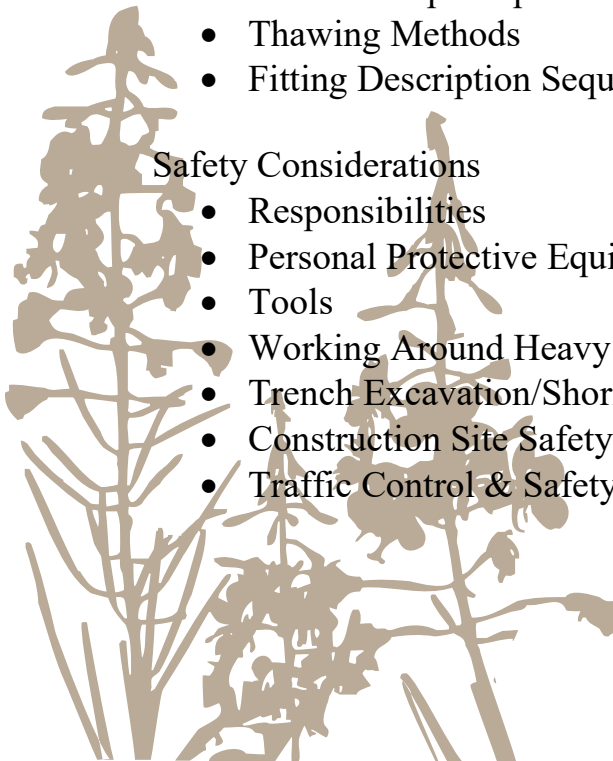 • Thawing Methods
• Fitting Description Sequ
Safety Considerations
• Responsibilities
• Personal Protective Equi
• Tools
• Working Around Heavy
• Trench Excavation/Shor
• Construction Site Safety
• Traffic Control & Safety